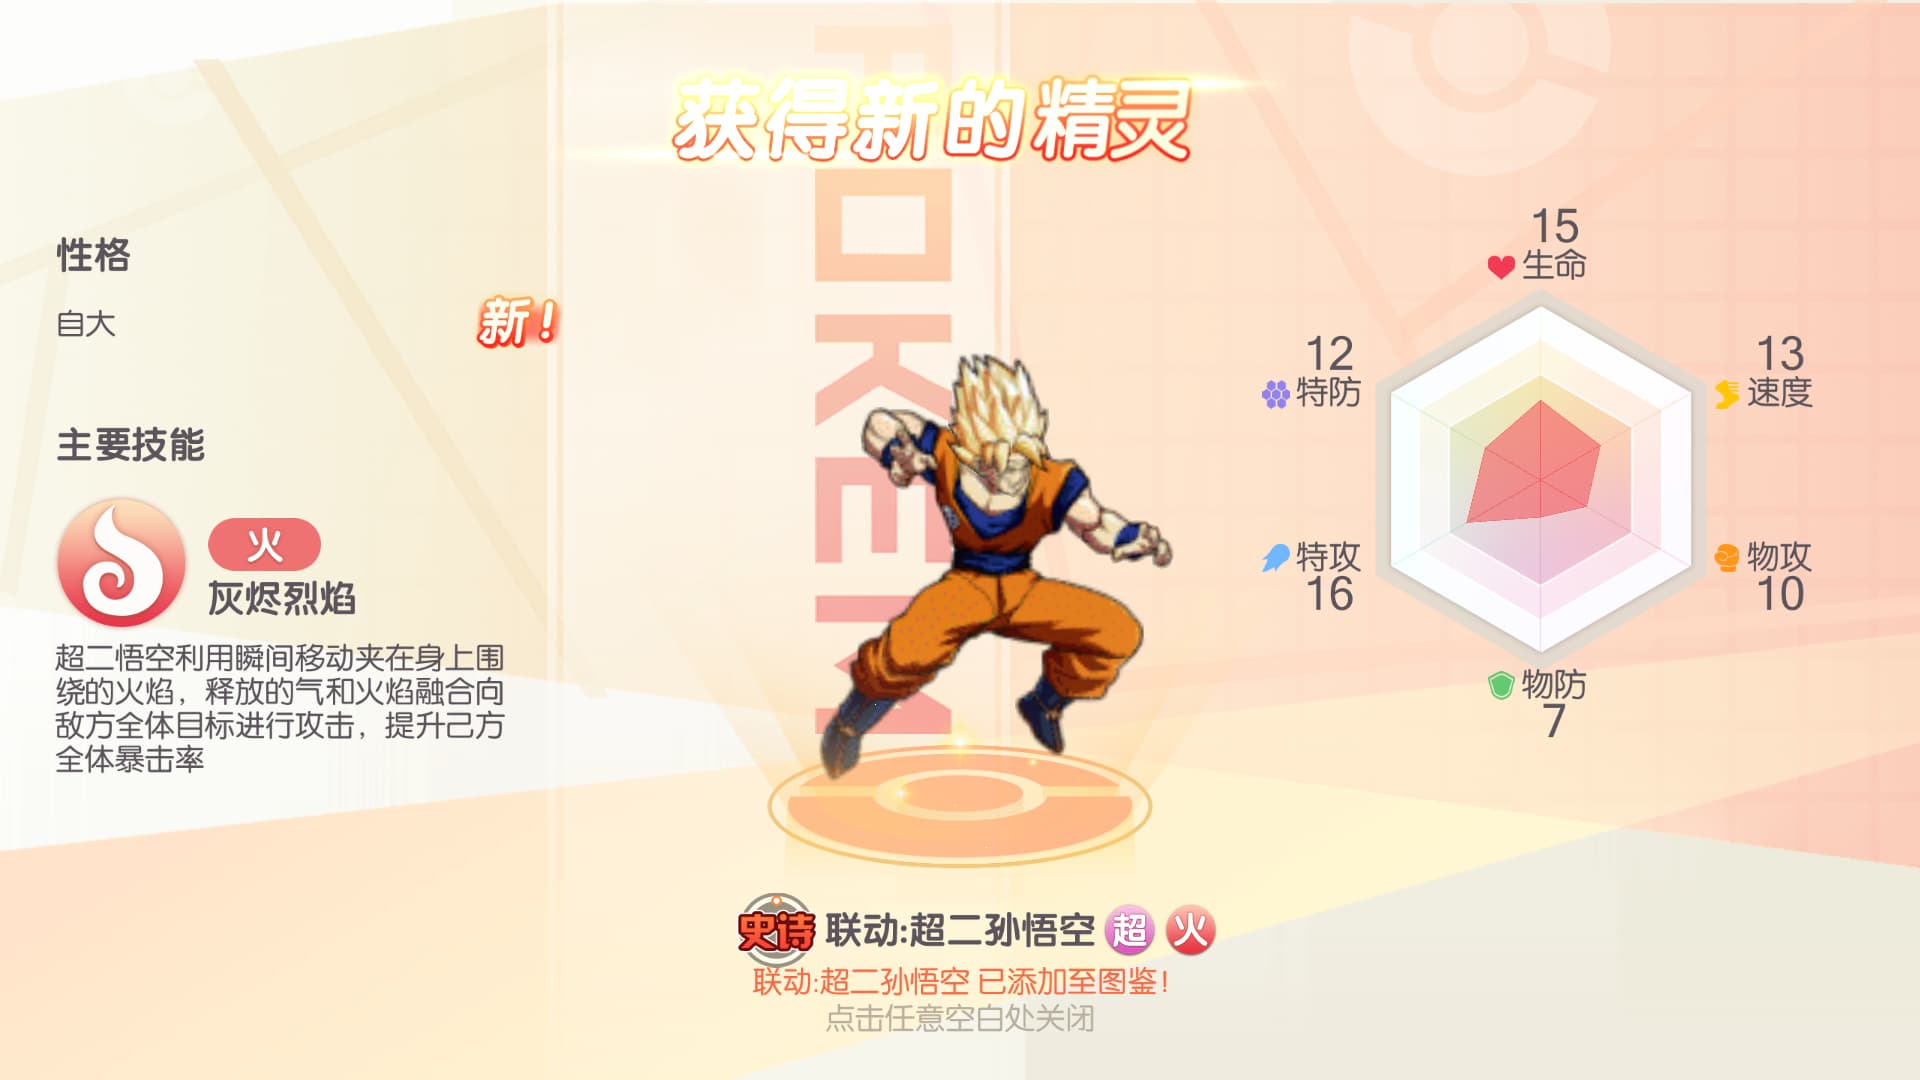 获得新的精灵
POKEM
性格
自大
新!
主要技能
火
灰烬烈焰
超二悟空利用瞬间移动夹在身上围
绕的火焰，释放的气和火焰融合向
敌方全体目标进行攻击，提升己方
全体暴击率
15
生命
12
特防
13
速度
特攻
16
物攻
10
物防
7
史诗 联动:超二孙悟空 超 火
联动:超二孙悟空 已添加至图鉴!
点击任意空白处关闭